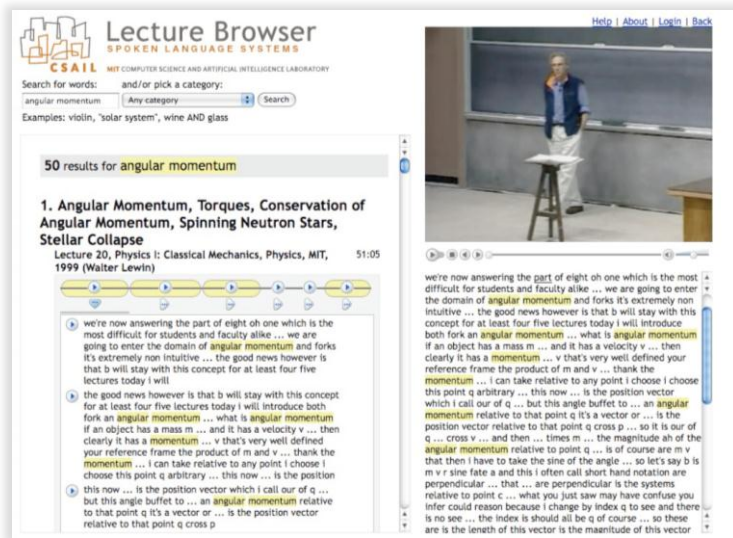 Help | About | Login | Back
Lecture Browser
SPOKEN LANGUAGE SYSTEMS
CSAIL MIT COMPUTER SCIENCE AND ARTIFICIAL INTELLIGENCE LABORATORY
Search for words: and/or pick a category:
angular momentum Any category Search
Examples: violin, "solar system", wine AND glass
50 results for angular momentum
1. Angular Momentum, Torques, Conservation of
Angular Momentum, Spinning Neutron Stars,
Stellar Collapse
Lecture 20, Physics I: Classical Mechanics, Physics, MIT, 51:05
1999 (Walter Lewin)
we're now answering the part of eight oh one which is the
most difficult for students and faculty alike ... we are
going to enter the domain of angular momentum and forks
it's extremely non intuitive ... the good news however is
that b will stay with this concept for at least four five
lectures today i will
the good news however is that b will stay with this concept
for at least four five lectures today i will introduce both
fork an angular momentum ... what is angular momentum
if an object has a mass m ... and it has a velocity v ... then
clearly it has a momentum ... v that's very well defined
your reference frame the product of m and v ... thank the
momentum ... i can take relative to any point i choose i
choose this point q arbitrary ... this now ... is the position
this now ... is the position vector which i call our of q ...
but this angle buffet to ... an angular momentum relative
to that point q it's a vector or ... is the position vector
relative to that point q cross p
we're now answering the part of eight oh one which is the most
difficult for students and faculty alike ... we are going to enter
the domain of angular momentum and forks it's extremely non
intuitive ... the good news however is that b will stay with this
concept for at least four five lectures today i will introduce
both fork an angular momentum ... what is angular momentum
if an object has a mass m ... and it has a velocity v ... then
clearly it has a momentum ... v that's very well defined your
reference frame the product of m and v ... thank the
momentum ... i can take relative to any point i choose i choose
this point q arbitrary ... this now ... is the position vector
which i call our of q ... but this angle buffet to ... an angular
momentum relative to that point q it's a vector or ... is the
position vector relative to that point q cross p ... so it is our of
q ... cross v ... and then ... times m ... the magnitude ah of the
angular momentum relative to point q ... is of course are m v
that then i have to take the sine of the angle ... so let's say b is
m v r sine fate a and this i often call short hand notation are
perpendicular ... that ... are perpendicular is the systems
relative to point c ... what you just saw may have confuse you
infer could reason because i change by index q to see and there
is no see ... the index is should all be q of course ... so these
are is the length of this vector is the magnitude of this vector